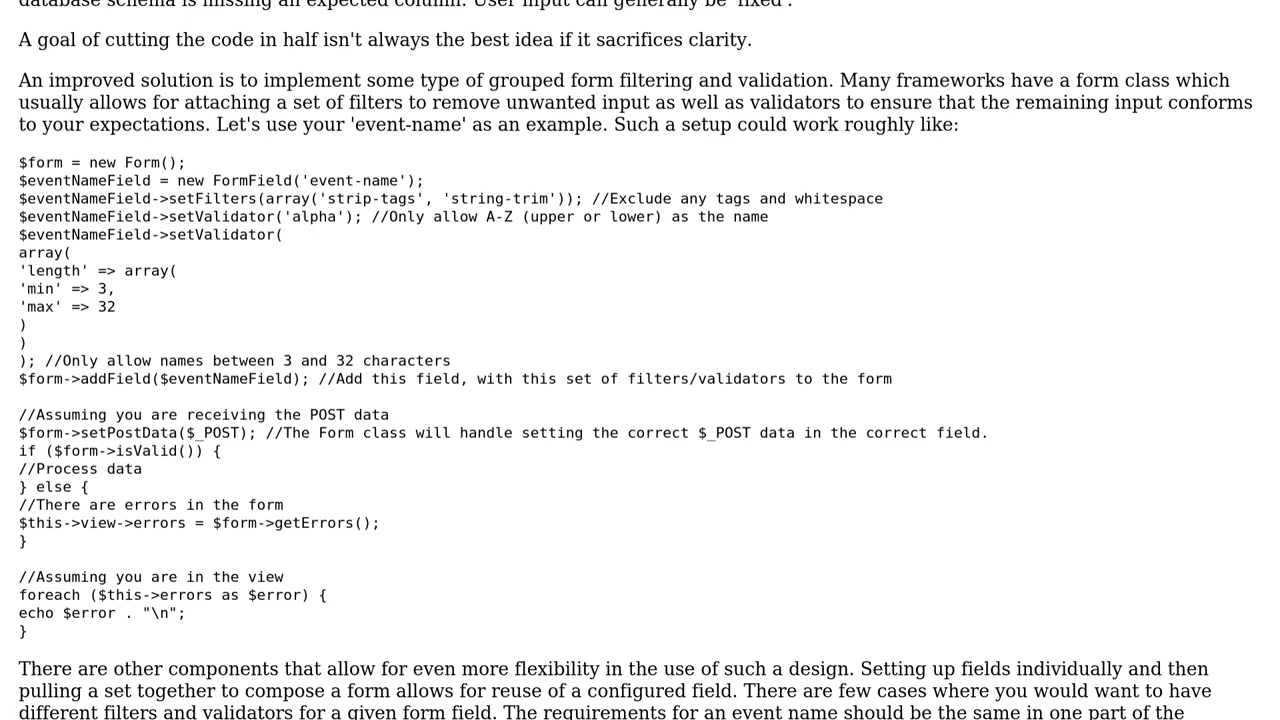 database schema is missing an expected column. User input can generally be 'fixed'.
A goal of cutting the code in half isn't always the best idea if it sacrifices clarity.
An improved solution is to implement some type of grouped form filtering and validation. Many frameworks have a form class which
usually allows for attaching a set of filters to remove unwanted input as well as validators to ensure that the remaining input conforms
to your expectations. Let's use your 'event-name' as an example. Such a setup could work roughly like:
$form = new Form();
$eventNameField = new FormField('event-name');
$eventNameField->setFilters(array('strip-tags', 'string-trim')); //Exclude any tags and whitespace
$eventNameField->setValidator('alpha'); //Only allow A-Z (upper or lower) as the name
$eventNameField->setValidator(
array(
'length' => array(
'min' => 3,
'max' => 32
)
)
); //Only allow names between 3 and 32 characters
$form->addField($eventNameField); //Add this field, with this set of filters/validators to the form
//Assuming you are receiving the POST data
$form->setPostData($_POST); //The Form class will handle setting the correct $_POST data in the correct field.
if ($form->isValid()) {
//Process data
} else {
//There are errors in the form
$this->view->errors = $form->getErrors();
}
//Assuming you are in the view
foreach ($this->errors as $error) {
echo $error . "\n";
}
There are other components that allow for even more flexibility in the use of such a design. Setting up fields individually and then
pulling a set together to compose a form allows for reuse of a configured field. There are few cases where you would want to have
different filters and validators for a given form field. The requirements for an event name should be the same in one part of the